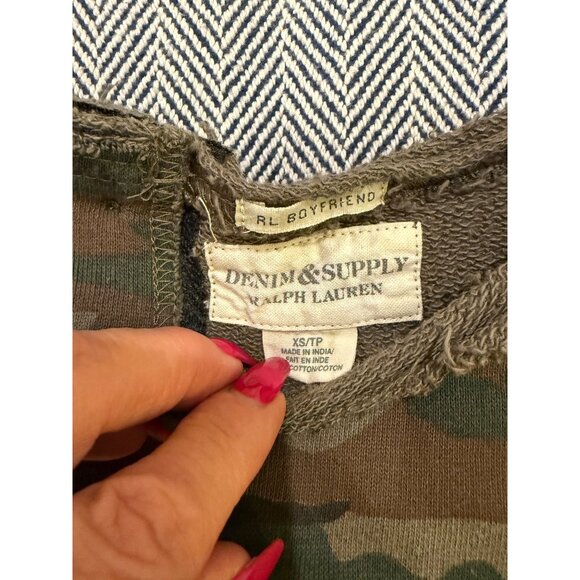 RL BOYFRIEND
DENIM&SUPPLY
RALPH LAUREN
XS/TP
MADE IN INDIA/
FAIT EN INDE
COTTON/COTON